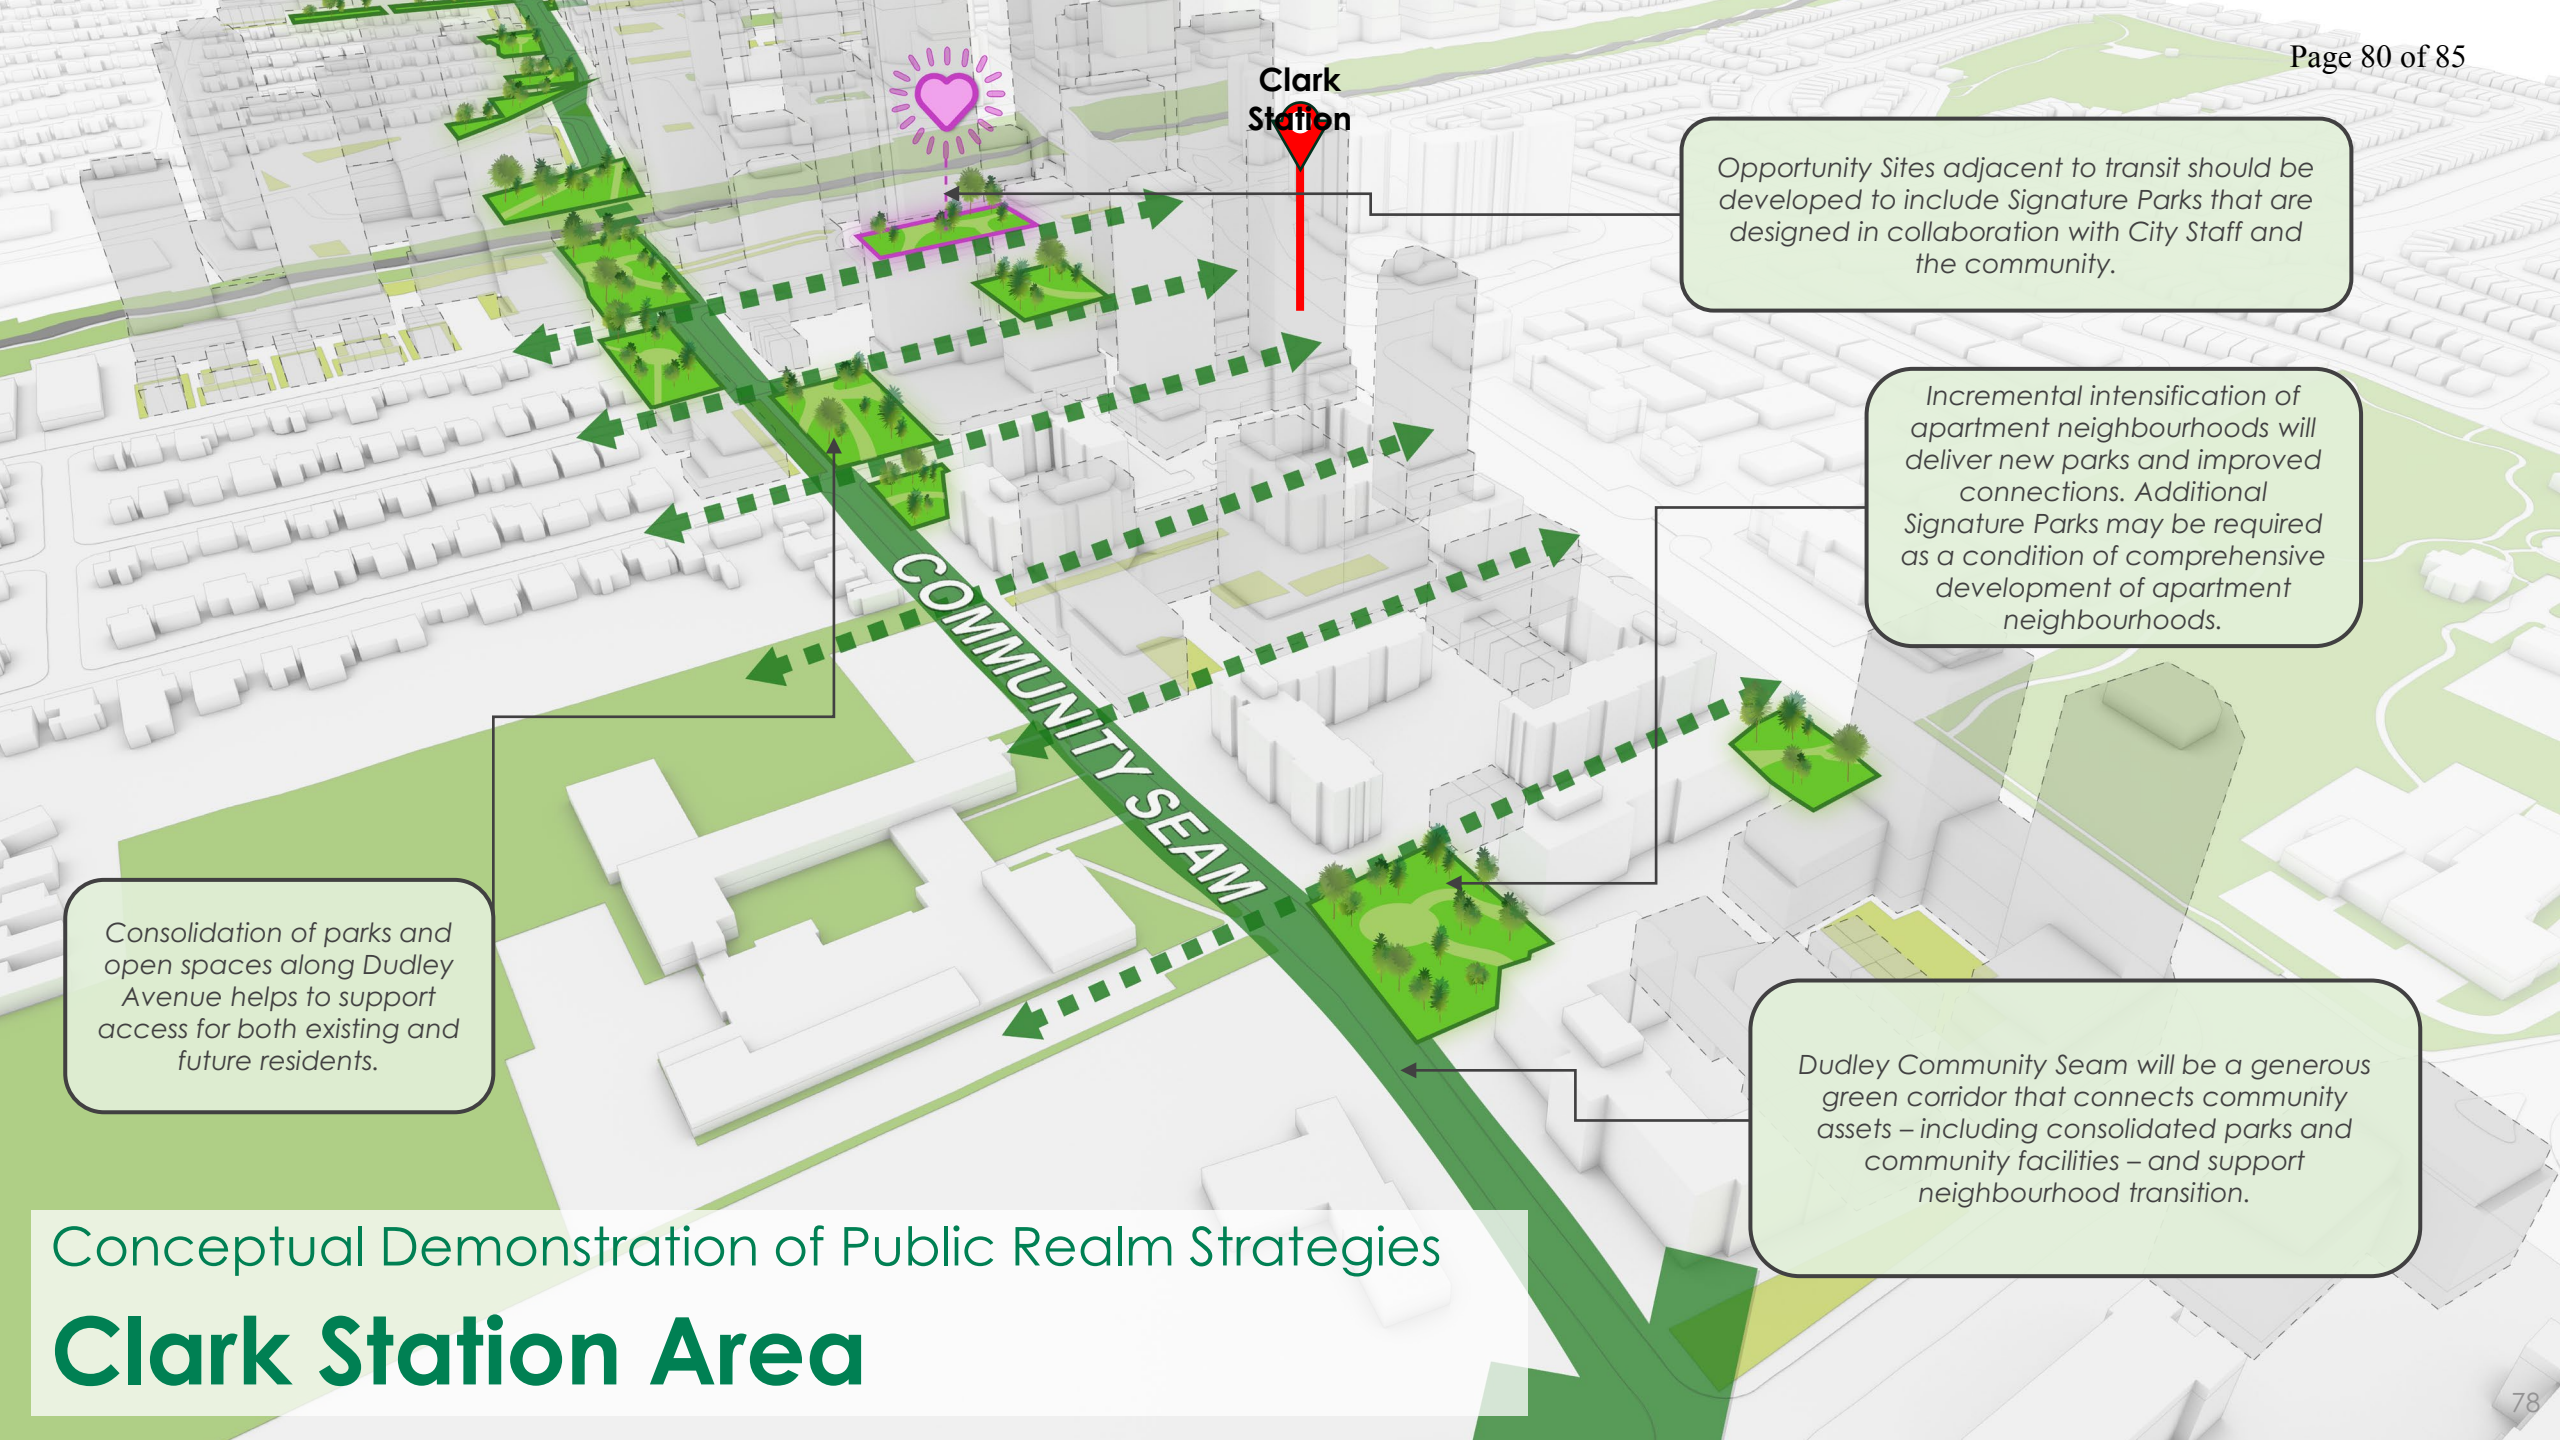 Page 80 of 85
Clark
Station
Opportunity Sites adjacent to transit should be
developed to include Signature Parks that are
designed in collaboration with City Staff and
the community.
Incremental intensification of
apartment neighbourhoods will
deliver new parks and improved
connections. Additional
Signature Parks may be required
as a condition of comprehensive
development of apartment
neighbourhoods.
COMMUNITY SEAM
Consolidation of parks and
open spaces along Dudley
Avenue helps to support
access for both existing and
future residents.
Dudley Community Seam will be a generous
green corridor that connects community
assets – including consolidated parks and
community facilities – and support
neighbourhood transition.
Conceptual Demonstration of Public Realm Strategies
Clark Station Area
78